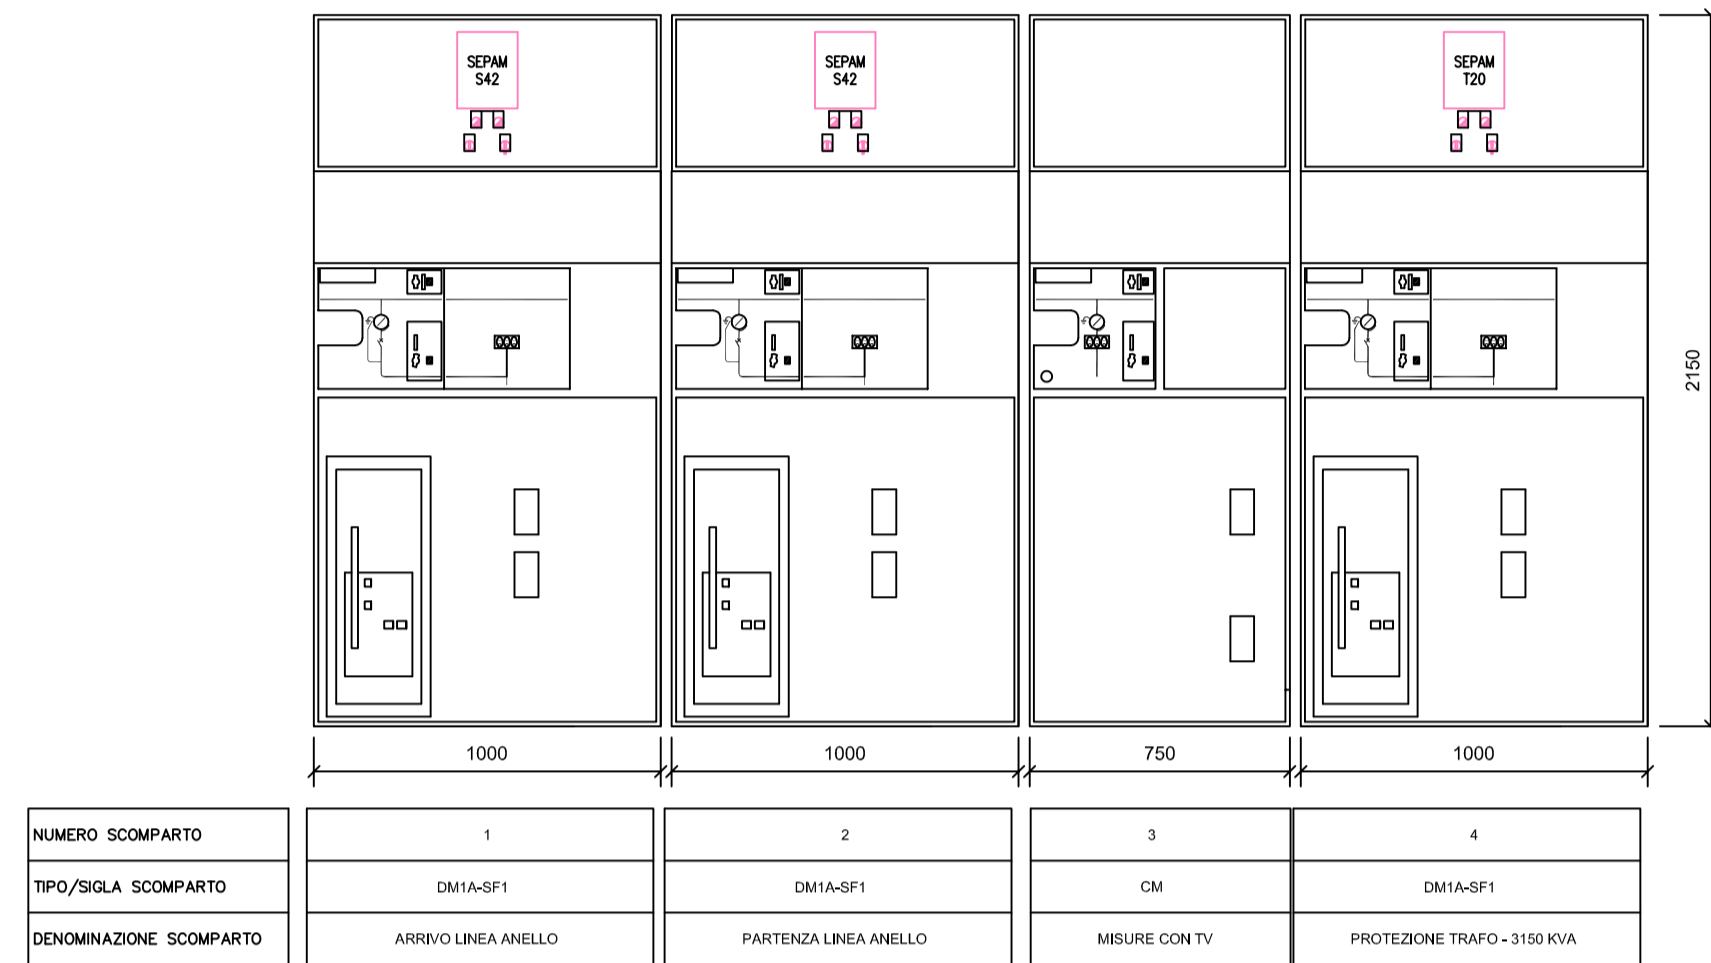 SEPAM
S42
SEPAM
S42
SEPAM
T20
2150
1000
1000
750
1000
NUMERO SCOMPARTO
1
2
3
4
TIPO/SIGLA SCOMPARTO
DM1A-SF1
DM1A-SF1
CM
DM1A-SF1
DENOMINAZIONE SCOMPARTO
ARRIVO LINEA ANELLO
PARTENZA LINEA ANELLO
MISURE CON TV
PROTEZIONE TRAFO - 3150 KVA